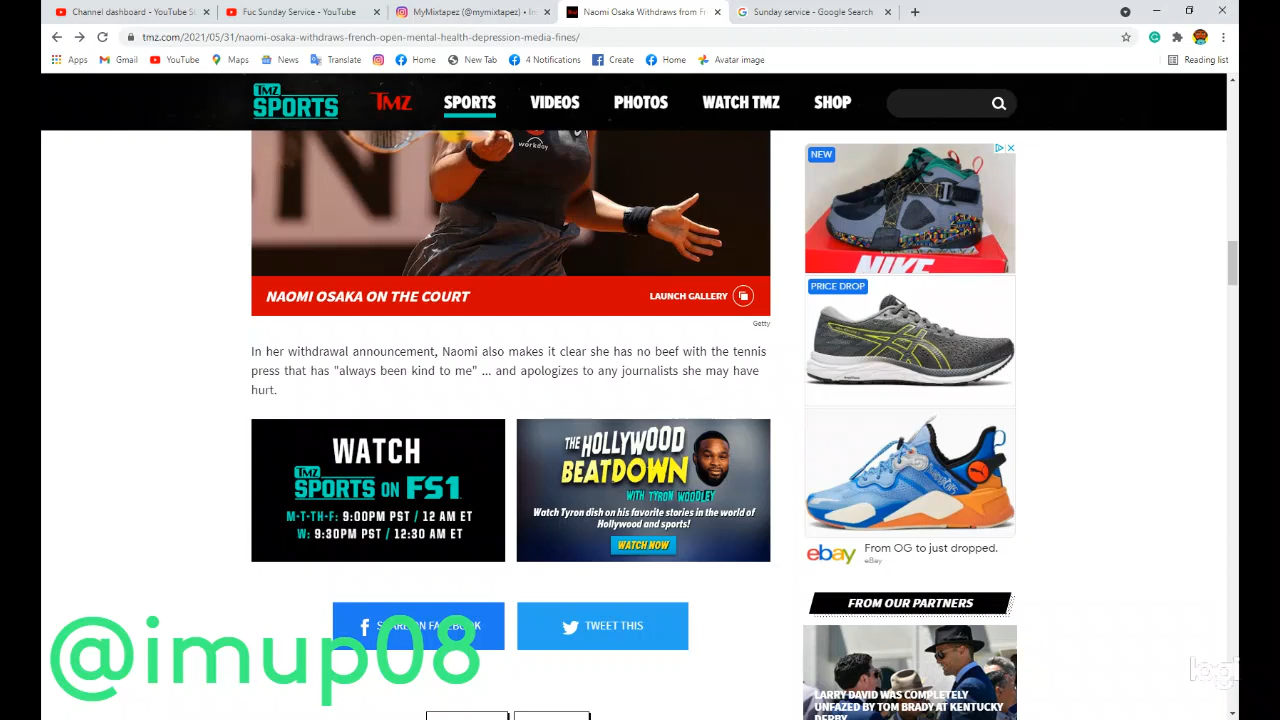 Channel dashboard - YouTube S
Fuc Sunday Service - YouTube
MyMixtapez (@mymixtapez) • In
Naomi Osaka Withdraws from Fr
Sunday service - Google Search
tmz.com/2021/05/31/naomi-osaka-withdraws-french-open-mental-health-depression-media-fines/
Apps
Gmail
YouTube
Maps
News
Translate
Home
New Tab
4 Notifications
Create
Home
Avatar image
Reading list
TMZ
SPORTS
TMZ
SPORTS
VIDEOS
PHOTOS
WATCH TMZ
SHOP
workday
NAOMI OSAKA ON THE COURT
LAUNCH GALLERY
Getty
In her withdrawal announcement, Naomi also makes it clear she has no beef with the tennis
press that has "always been kind to me" ... and apologizes to any journalists she may have
hurt.
WATCH
TMZ
SPORTS ON FS1
M-T-TH-F: 9:00PM PST / 12 AM ET
W: 9:30PM PST / 12:30 AM ET
THE HOLLYWOOD
BEATDOWN
WITH TYRON WOODLEY
Watch Tyron dish on his favorite stories in the world of
Hollywood and sports!
WATCH NOW
SHARE ON FACEBOOK
TWEET THIS
@imup08
NEW
NIKE
PRICE DROP
ebay
From OG to just dropped.
eBay
FROM OUR PARTNERS
LARRY DAVID WAS COMPLETELY
UNFAZED BY TOM BRADY AT KENTUCKY
DERBY
logi